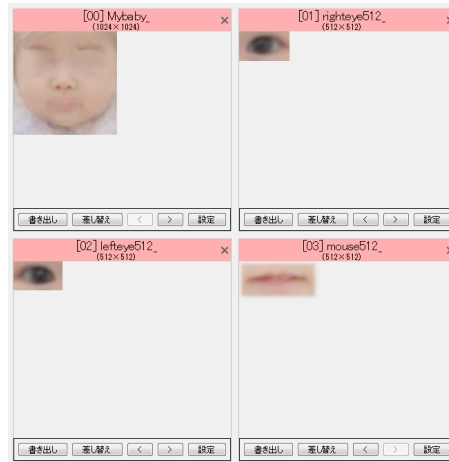 [00] Mybaby_
(1024×1024)
×
書き出し 差し替え < > 設定
[01] righteye512_
(512×512)
×
書き出し 差し替え < > 設定
[02] lefteye512_
(512×512)
×
書き出し 差し替え < > 設定
[03] mouse512_
(512×512)
×
書き出し 差し替え < > 設定